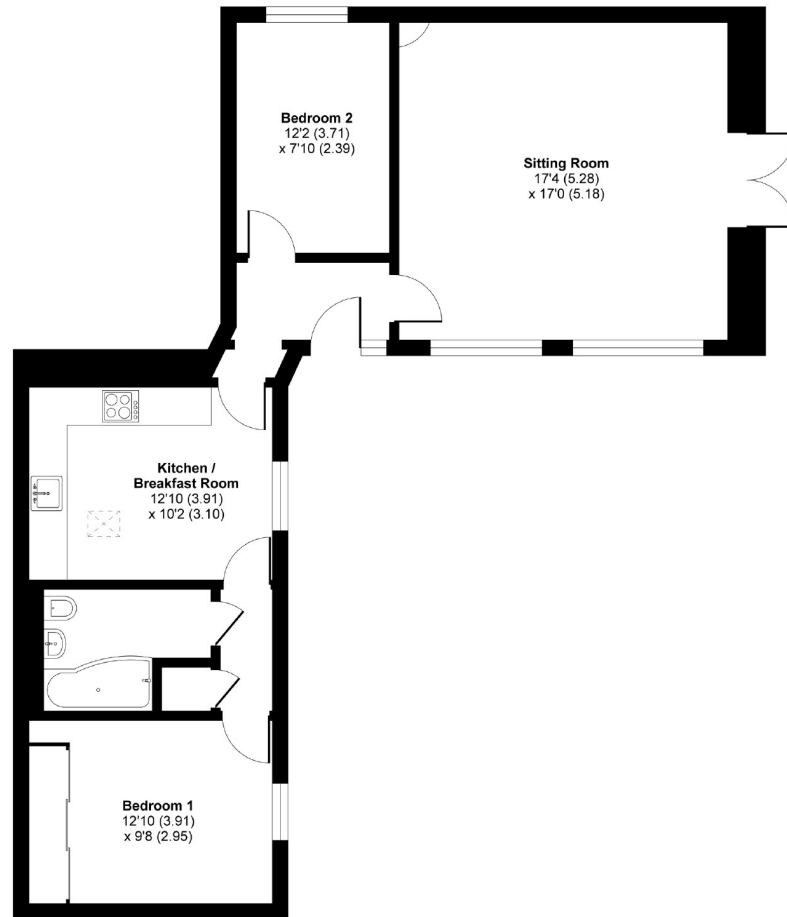 Bedroom 2
12'2 (3.71)
x 7'10 (2.39)
Sitting Room
17'4 (5.28)
x 17'0 (5.18)
Kitchen /
Breakfast Room
12'10 (3.91)
x 10'2 (3.10)
Bedroom 1
12'10 (3.91)
x 9'8 (2.95)